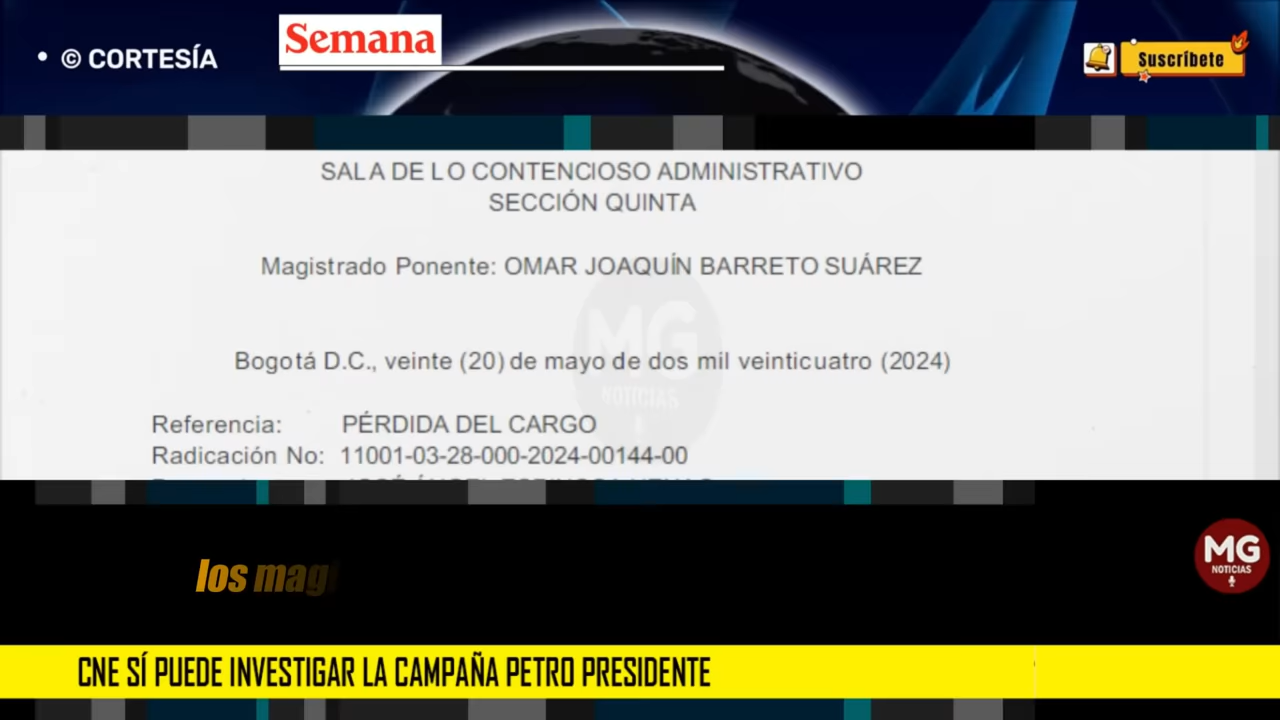 • © CORTESÍA
Semana
Suscríbete
SALA DE LO CONTENCIOSO ADMINISTRATIVO
SECCIÓN QUINTA
Magistrado Ponente: OMAR JOAQUÍN BARRETO SUÁREZ
MG
NOTICIAS
Bogotá D.C., veinte (20) de mayo de dos mil veinticuatro (2024)
Referencia: PÉRDIDA DEL CARGO
Radicación No: 11001-03-28-000-2024-00144-00
los mag
MG
NOTICIAS
CNE SÍ PUEDE INVESTIGAR LA CAMPAÑA PETRO PRESIDENTE